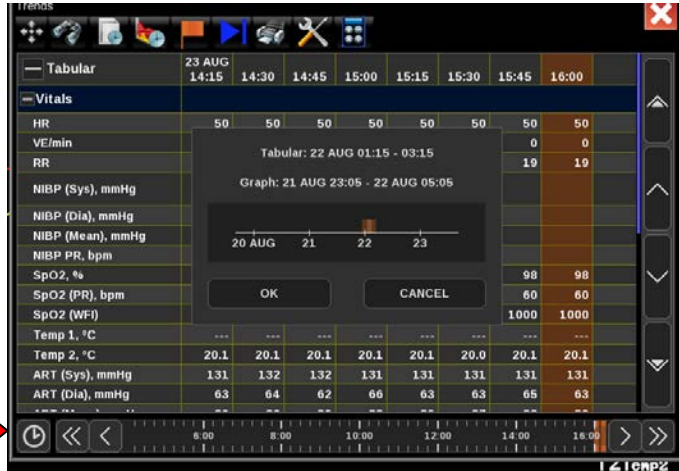 Trends
23 AUG
Tabular 14:15 14:30 14:45 15:00 15:15 15:30 15:45 16:00
Vitals
HR 50 50 50 50 50 50 50 50
VE/min 0 0
RR 19 19
NIBP (Sys), mmHg
NIBP (Dia), mmHg
NIBP (Mean), mmHg
NIBP PR, bpm
SpO2, % 98 98
SpO2 (PR), bpm 60 60
SpO2 (WFI) 1000 1000
Temp 1, °C --- --- --- --- --- --- --- ---
Temp 2, °C 20.1 20.1 20.1 20.1 20.1 20.0 20.1 20.1
ART (Sys), mmHg 131 132 132 131 131 131 131 131
ART (Dia), mmHg 63 64 62 66 63 63 65 63
Tabular: 22 AUG 01:15 - 03:15
Graph: 21 AUG 23:05 - 22 AUG 05:05
20 AUG 21 22 23
OK CANCEL
6:00 8:00 10:00 12:00 14:00 16:00